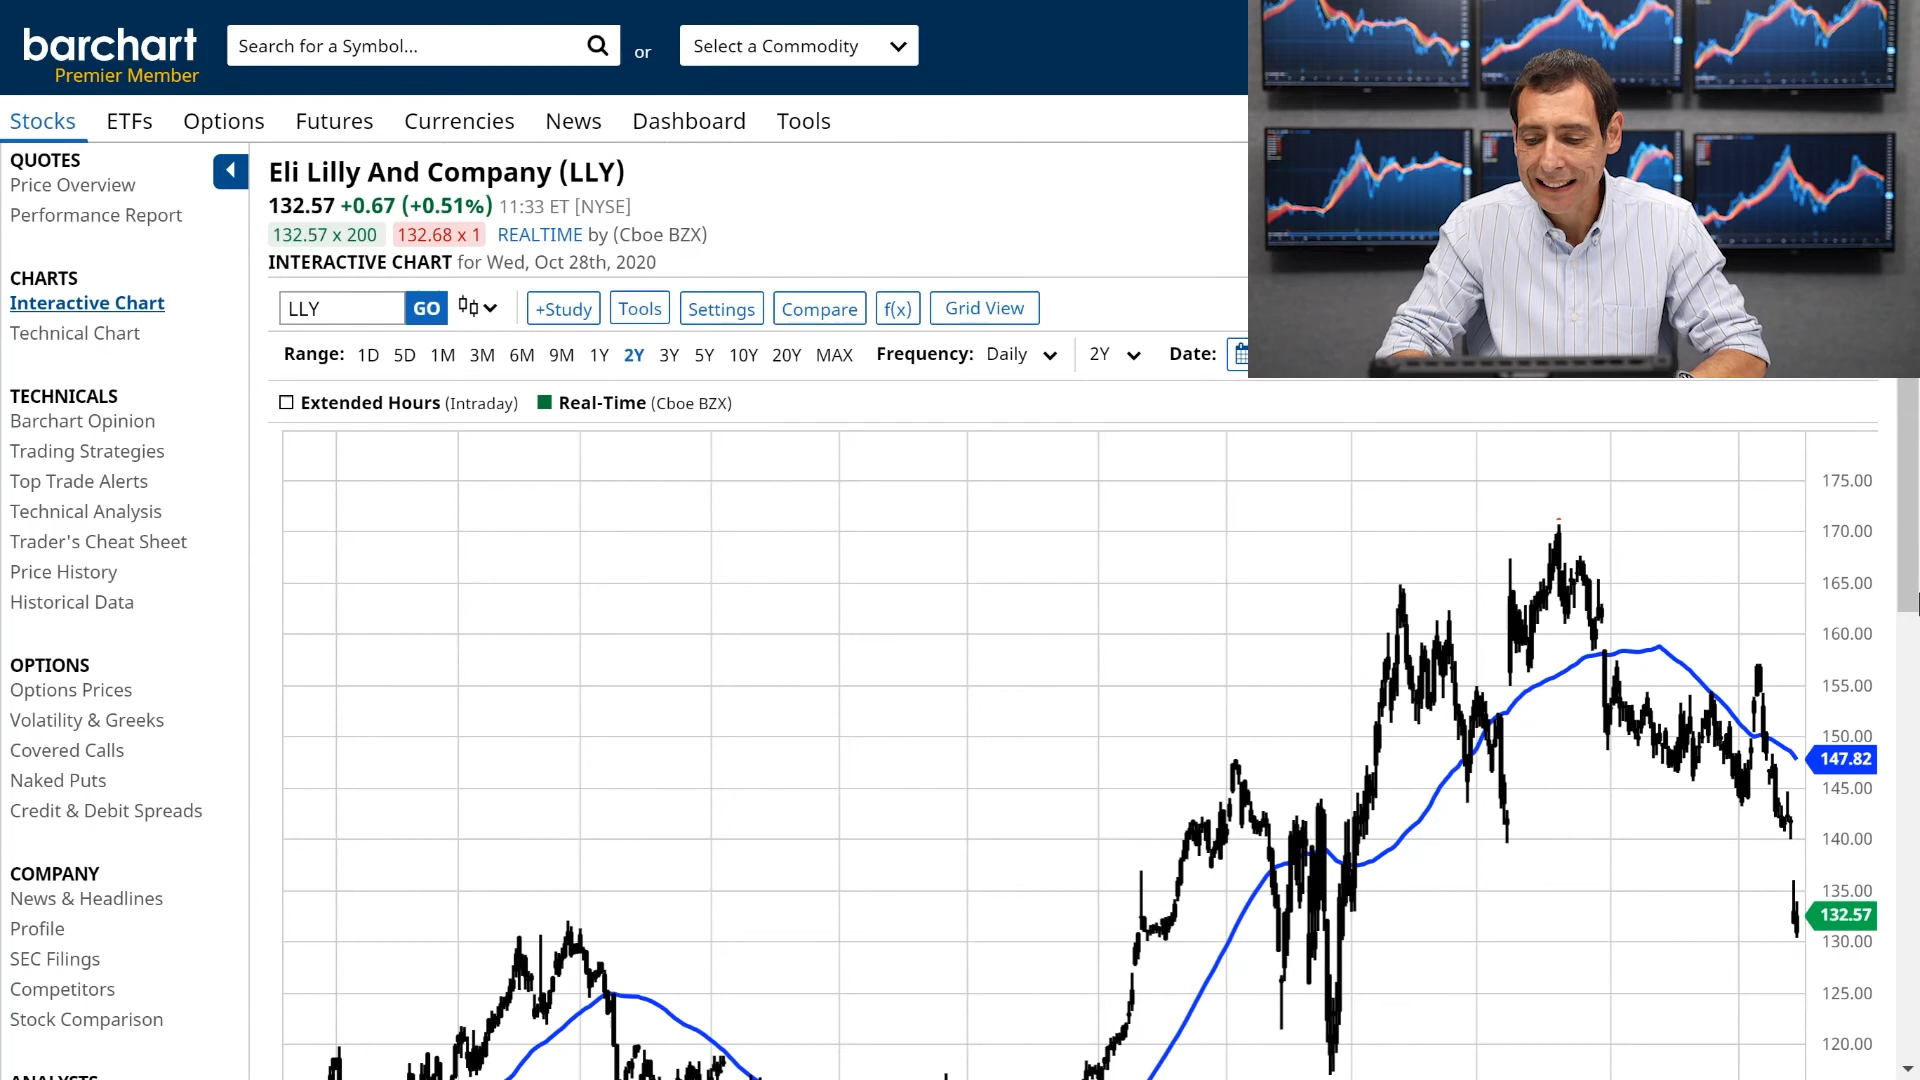 barchart
Premier Member
Search for a Symbol...
or
Select a Commodity
Stocks ETFs Options Futures Currencies News Dashboard Tools
QUOTES
Price Overview
Performance Report
CHARTS
Interactive Chart
Technical Chart
TECHNICALS
Barchart Opinion
Trading Strategies
Top Trade Alerts
Technical Analysis
Trader's Cheat Sheet
Price History
Historical Data
OPTIONS
Options Prices
Volatility & Greeks
Covered Calls
Naked Puts
Credit & Debit Spreads
COMPANY
News & Headlines
Profile
SEC Filings
Competitors
Stock Comparison
ANALYSTS
Eli Lilly And Company (LLY)
132.57 +0.67 (+0.51%) 11:33 ET [NYSE]
132.57 x 200 132.68 x 1 REALTIME by (Cboe BZX)
INTERACTIVE CHART for Wed, Oct 28th, 2020
LLY GO +Study Tools Settings Compare f(x) Grid View
Range: 1D 5D 1M 3M 6M 9M 1Y 2Y 3Y 5Y 10Y 20Y MAX Frequency: Daily 2Y Date:
Extended Hours (Intraday) Real-Time (Cboe BZX)
175.00
170.00
165.00
160.00
155.00
150.00
147.82
145.00
140.00
135.00
132.57
130.00
125.00
120.00